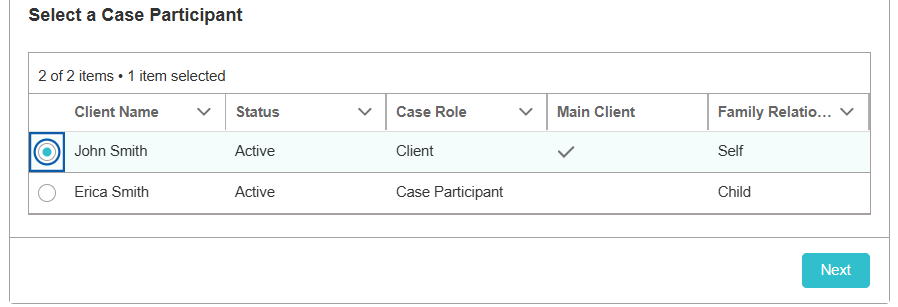 Select a Case Participant
2 of 2 items • 1 item selected
Client Name Status Case Role Main Client Family Relatio...
John Smith Active Client Self
Erica Smith Active Case Participant Child
Next